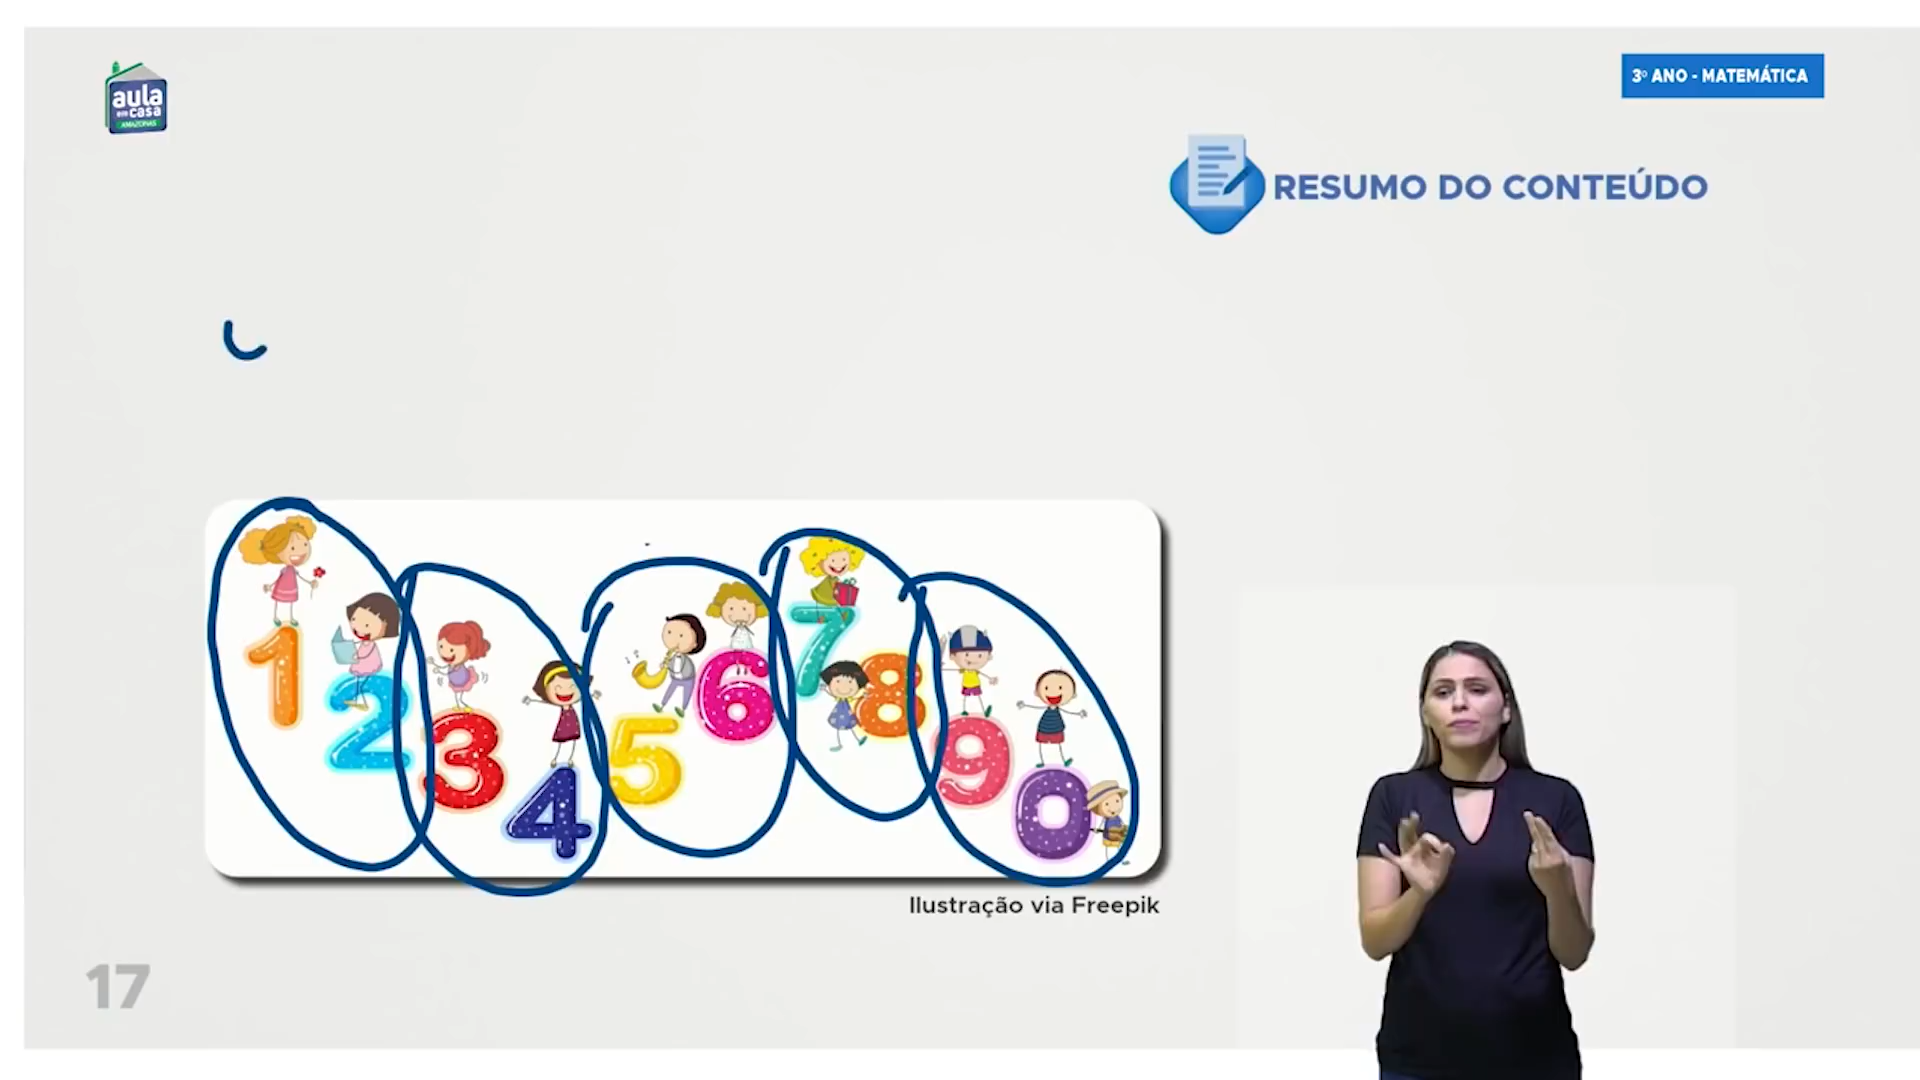 aula
em casa
AMAZONAS
3º ANO - MATEMÁTICA
RESUMO DO CONTEÚDO
1 2 3 4 5 6 7 8 9 0
Ilustração via Freepik
17